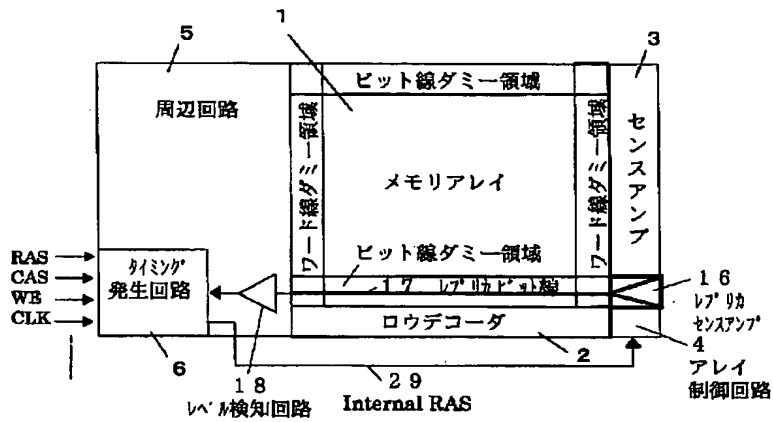 5
1
3
ビット線ダミー領域
周辺回路
ワード線ダミー領域
ワード線ダミー領域
センスアンプ
メモリアレイ
ビット線ダミー領域
RAS
CAS
WE
CLK
タイミング
発生回路
17 レプリカビット線
16
レプリカ
センスアンプ
ロウデコーダ
6
18
レベル検知回路
29
Internal RAS
2
4
アレイ
制御回路